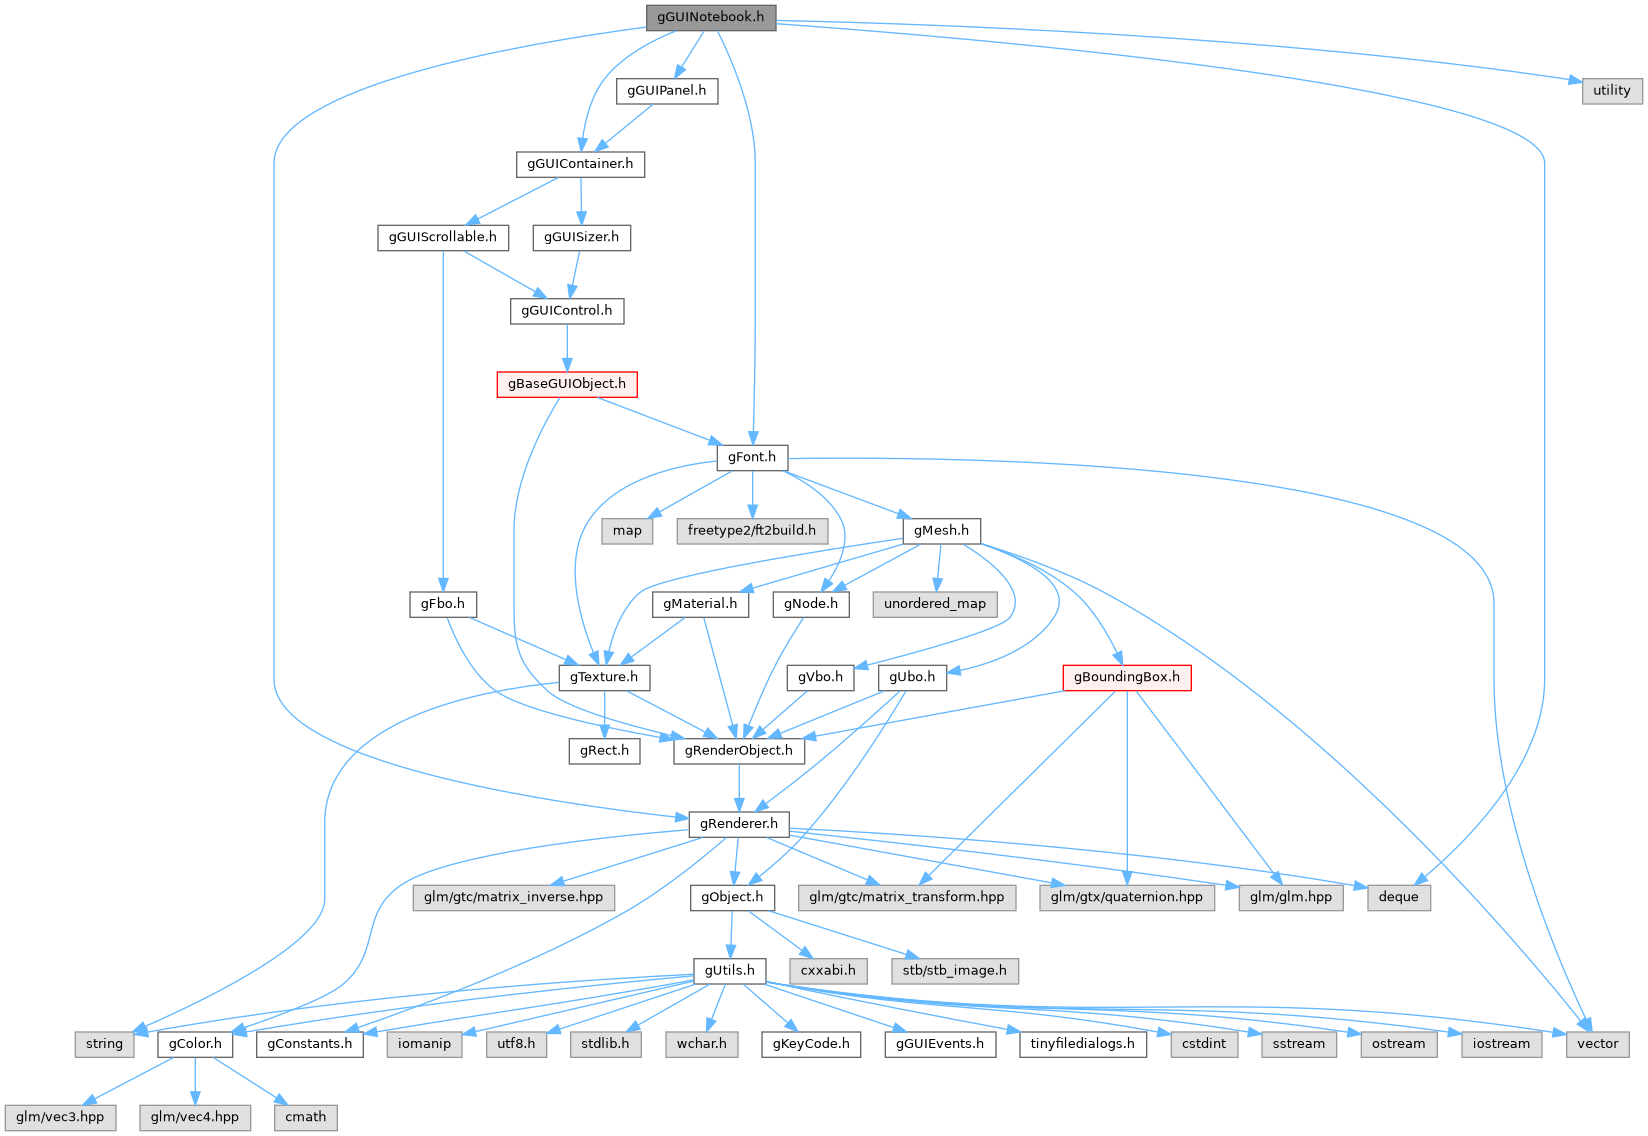 gGUINotebook.h
gGUIPanel.h
utility
gGUIContainer.h
gGUIScrollable.h
gGUISizer.h
gGUIControl.h
gBaseGUIObject.h
gFont.h
map
freetype2/ft2build.h
gMesh.h
gFbo.h
gMaterial.h
gNode.h
unordered_map
gTexture.h
gVbo.h
gUbo.h
gBoundingBox.h
gRect.h
gRenderObject.h
gRenderer.h
glm/gtc/matrix_inverse.hpp
gObject.h
glm/gtc/matrix_transform.hpp
glm/gtx/quaternion.hpp
glm/glm.hpp
deque
gUtils.h
cxxabi.h
stb/stb_image.h
string
gColor.h
gConstants.h
iomanip
utf8.h
stdlib.h
wchar.h
gKeyCode.h
gGUIEvents.h
tinyfiledialogs.h
cstdint
sstream
ostream
iostream
vector
glm/vec3.hpp
glm/vec4.hpp
cmath